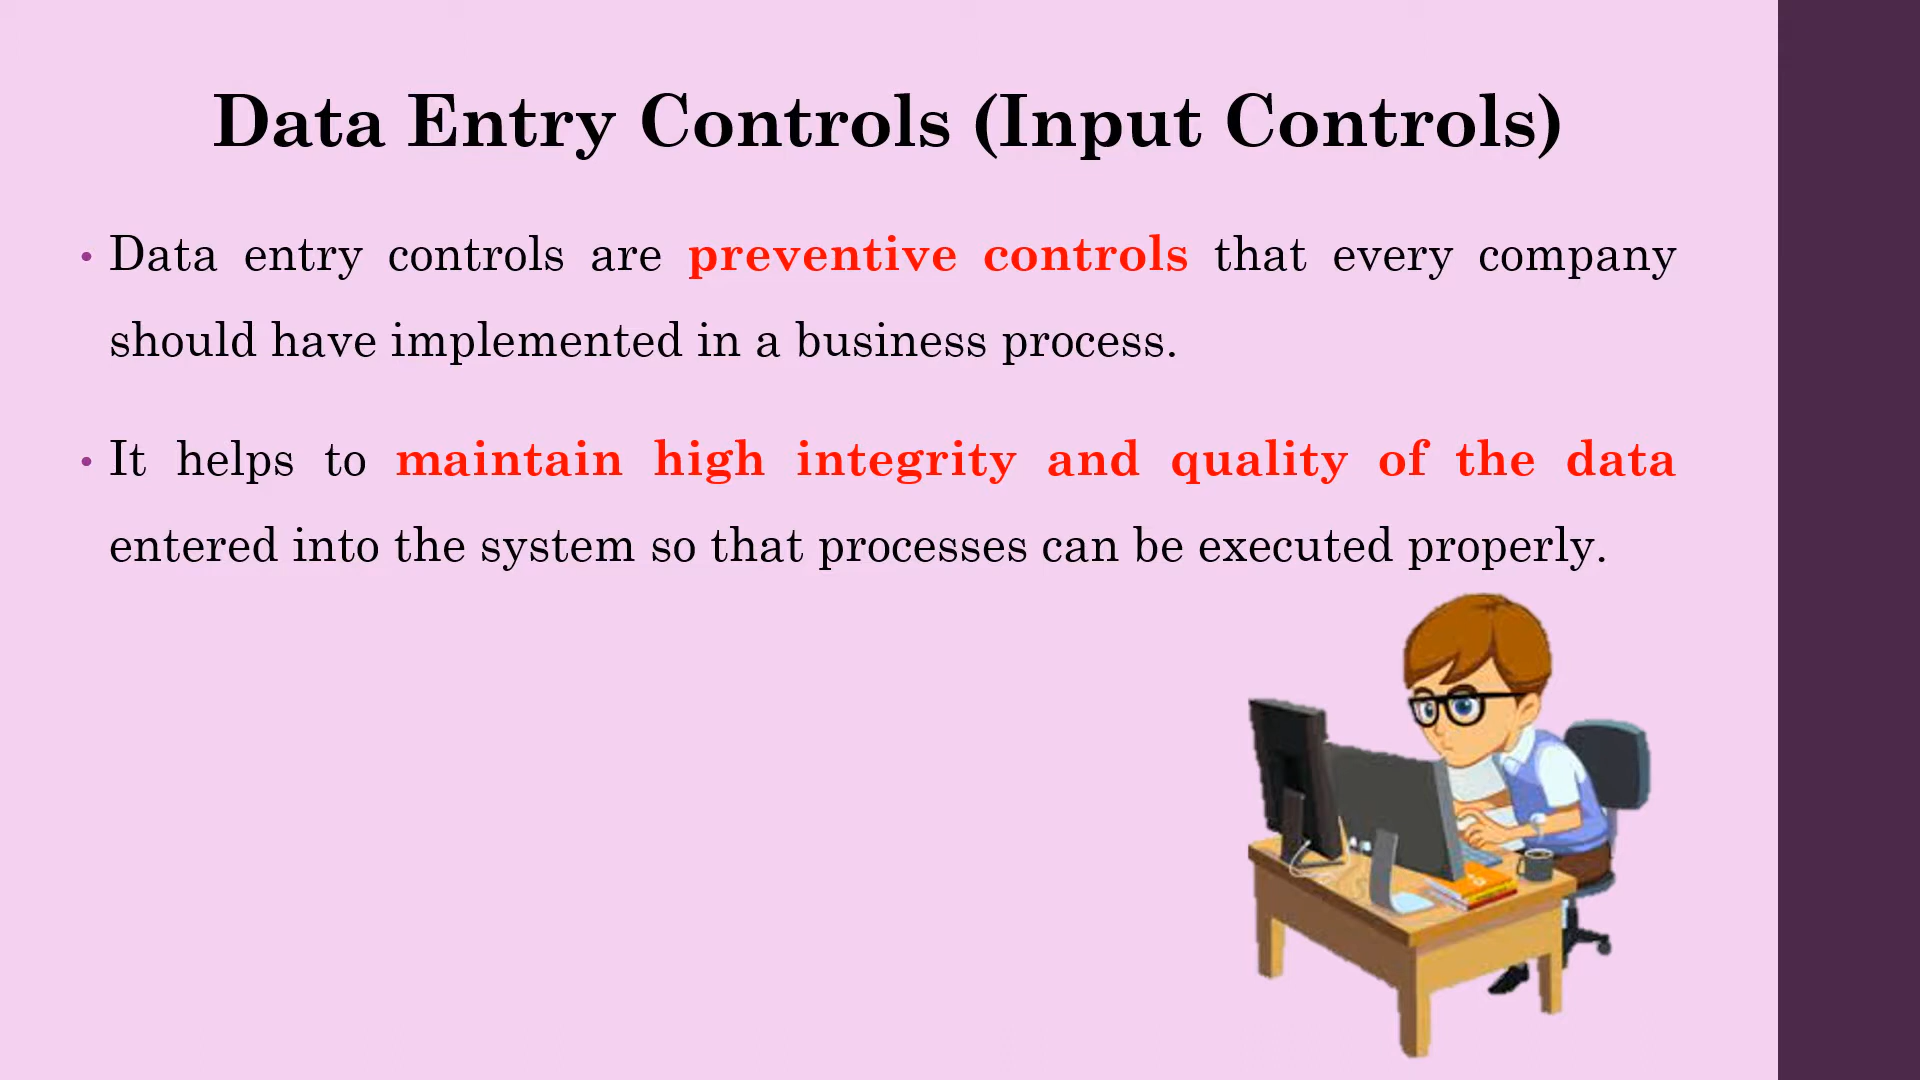 Data Entry Controls (Input Controls)
• Data entry controls are preventive controls that every company
should have implemented in a business process.
• It helps to maintain high integrity and quality of the data
entered into the system so that processes can be executed properly.